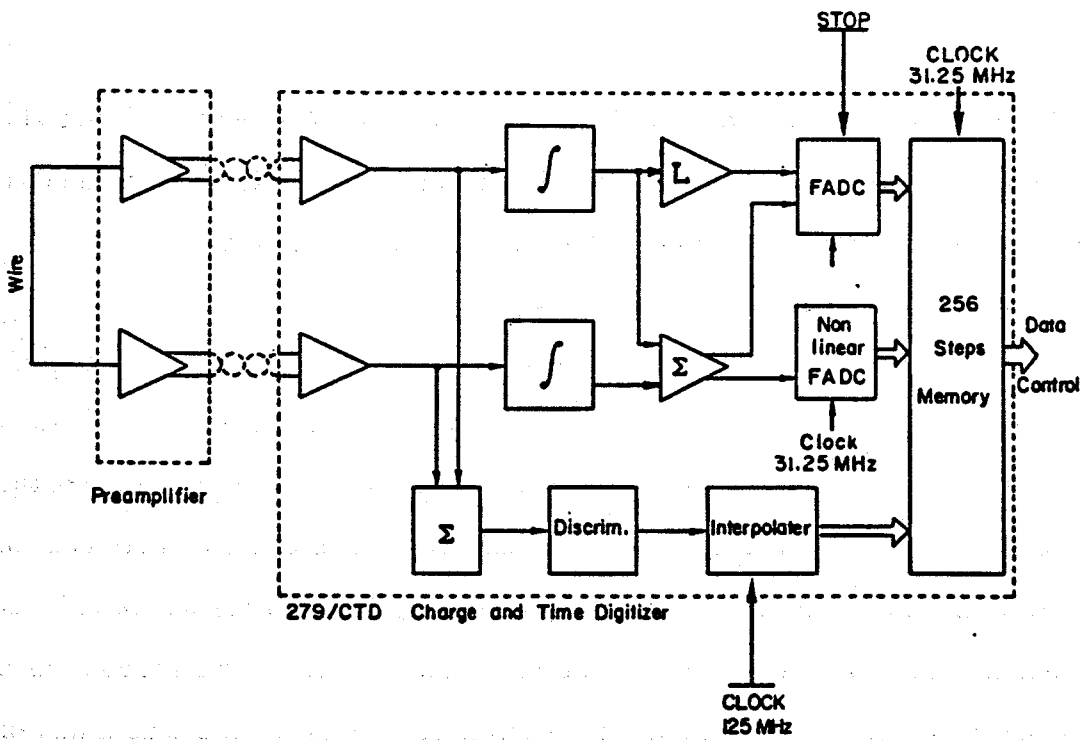 STOP
CLOCK
31.25 MHz
Wire
∫
L
FADC
256
Steps
Memory
Non
linear
FADC
∫
Σ
Data
Control
Clock
31.25 MHz
Preamplifier
Σ
Discrim.
Interpolater
279/CTD Charge and Time Digitizer
CLOCK
125 MHz